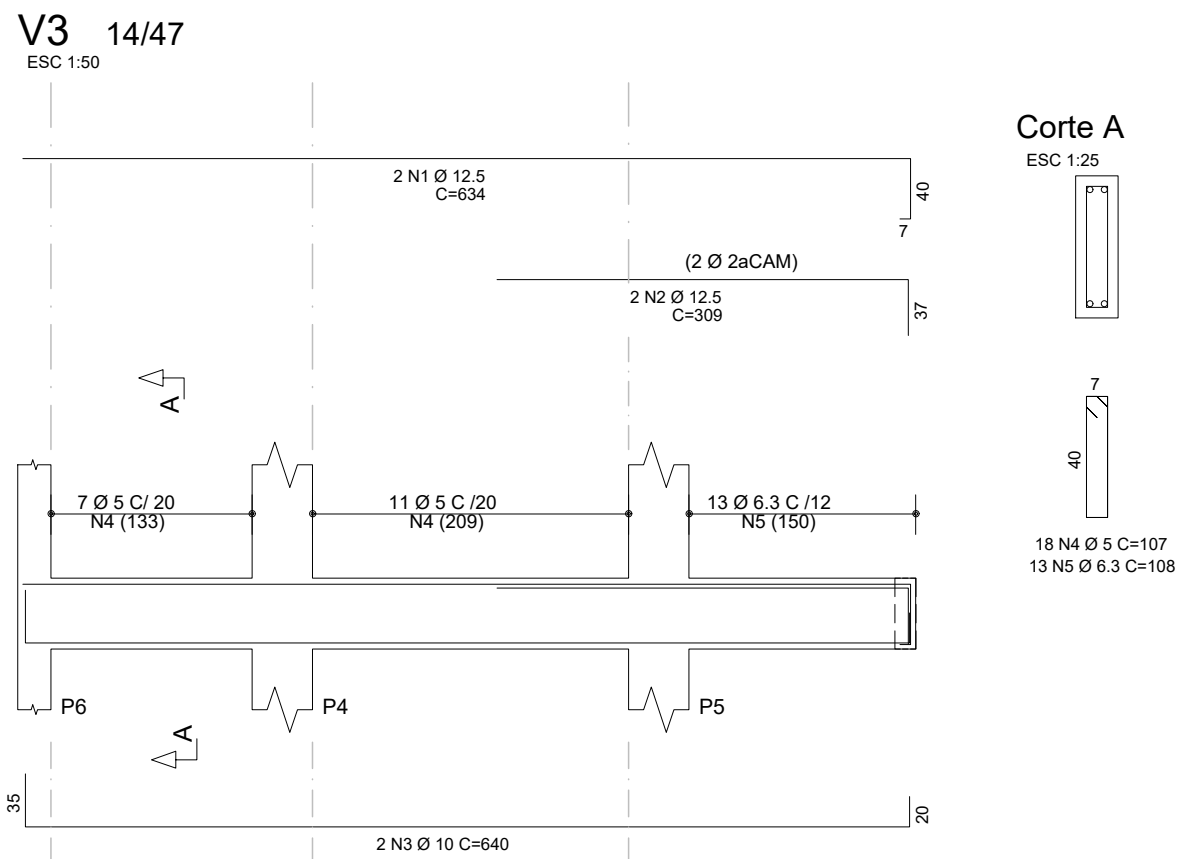 V3 14/47
ESC 1:50
Corte A
ESC 1:25
2 N1 Ø 12.5
C=634
40
7
(2 Ø 2aCAM)
2 N2 Ø 12.5
C=309
37
A
7
40
7 Ø 5 C/ 20
N4 (133)
11 Ø 5 C /20
N4 (209)
13 Ø 6.3 C /12
N5 (150)
18 N4 Ø 5 C=107
13 N5 Ø 6.3 C=108
P6
P4
P5
A
35
20
2 N3 Ø 10 C=640